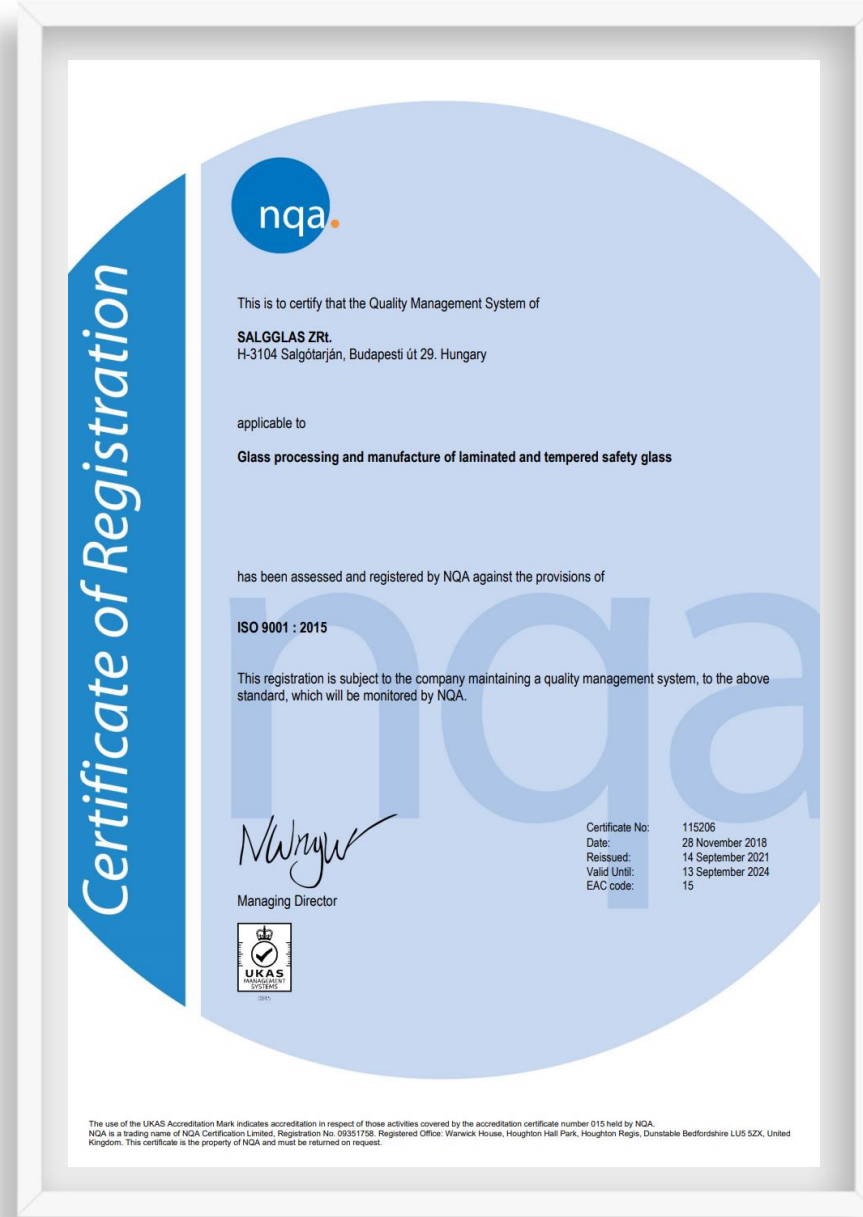 Certificate of Registration
nqa.
This is to certify that the Quality Management System of
SALGGLAS ZRt.
H-3104 Salgótarján, Budapesti út 29. Hungary
applicable to
Glass processing and manufacture of laminated and tempered safety glass
has been assessed and registered by NQA against the provisions of
ISO 9001 : 2015
This registration is subject to the company maintaining a quality management system, to the above
standard, which will be monitored by NQA.
nqa
Certificate No: 115206
Date: 28 November 2018
Reissued: 14 September 2021
Valid Until: 13 September 2024
EAC code: 15
Managing Director
UKAS
MANAGEMENT
SYSTEMS
The use of the UKAS Accreditation Mark indicates accreditation in respect of those activities covered by the accreditation certificate number 015 held by NQA.
NQA is a trading name of NQA Certification Limited, Registration No. 09351758. Registered Office: Warwick House, Houghton Hall Park, Houghton Regis, Dunstable Bedfordshire LU5 5ZX, United
Kingdom. This certificate is the property of NQA and must be returned on request.